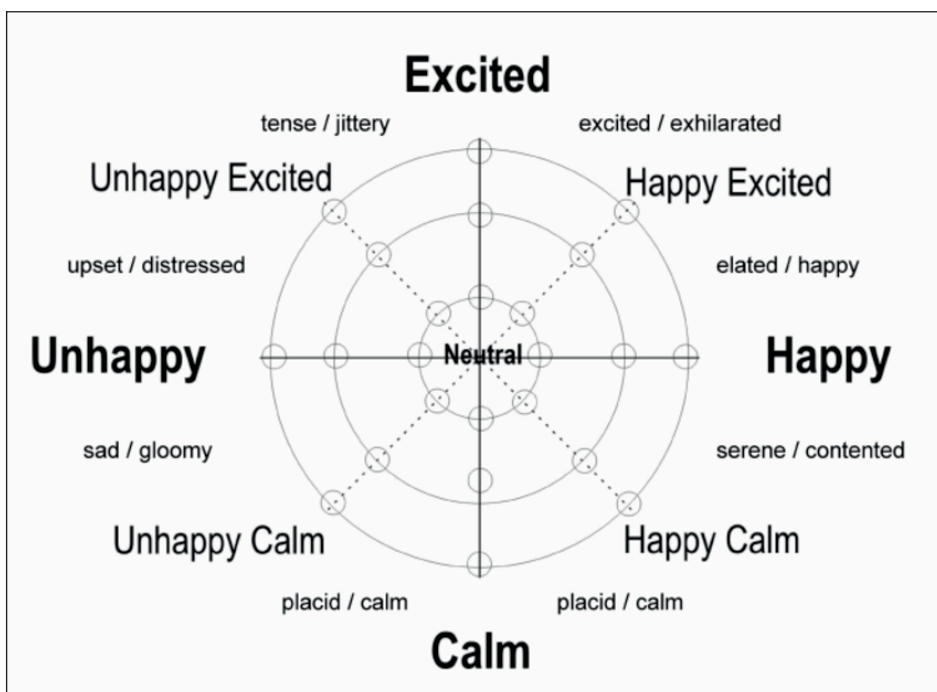 Excited
tense / jittery
excited / exhilarated
Unhappy Excited
Happy Excited
upset / distressed
elated / happy
Unhappy
Neutral
Happy
sad / gloomy
serene / contented
Unhappy Calm
Happy Calm
placid / calm
placid / calm
Calm